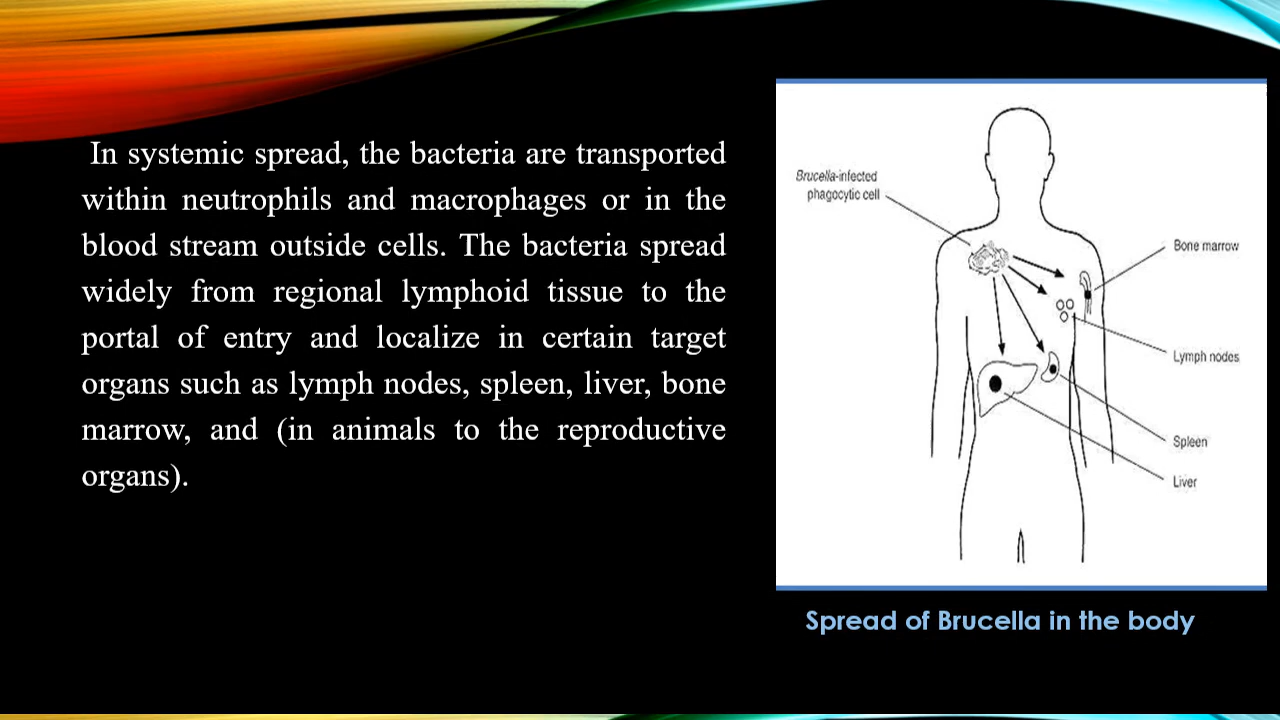 In systemic spread, the bacteria are transported
within neutrophils and macrophages or in the
blood stream outside cells. The bacteria spread
widely from regional lymphoid tissue to the
portal of entry and localize in certain target
organs such as lymph nodes, spleen, liver, bone
marrow, and (in animals to the reproductive
organs).
Brucella-infected
phagocytic cell
Bone marrow
Lymph nodes
Spleen
Liver
Spread of Brucella in the body